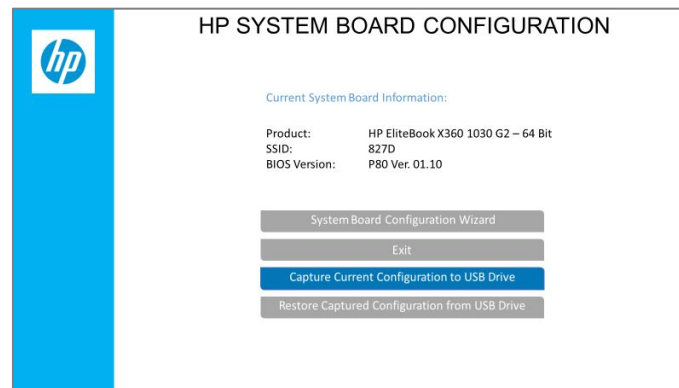 HP SYSTEM BOARD CONFIGURATION
hp
Current System Board Information:
Product: HP EliteBook X360 1030 G2 – 64 Bit
SSID: 827D
BIOS Version: P80 Ver. 01.10
System Board Configuration Wizard
Exit
Capture Current Configuration to USB Drive
Restore Captured Configuration from USB Drive